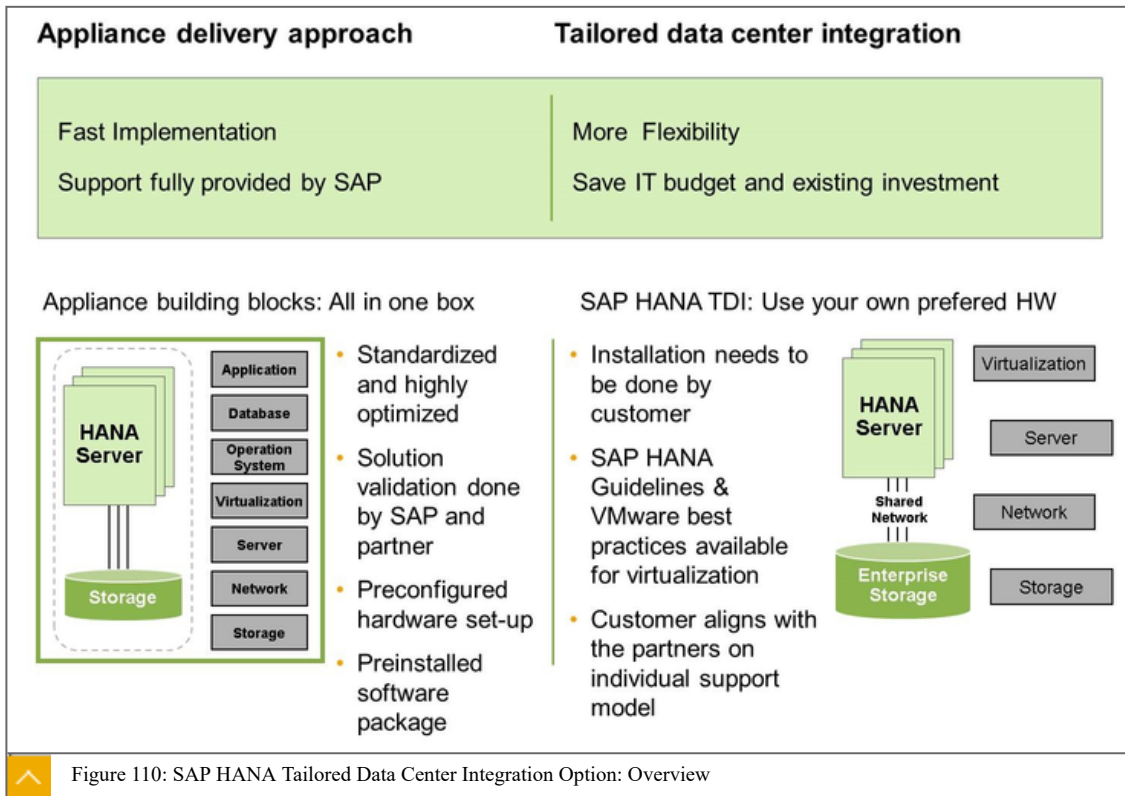 Appliance delivery approach
Tailored data center integration
Fast Implementation
Support fully provided by SAP
More Flexibility
Save IT budget and existing investment
Appliance building blocks: All in one box
HANA
Server
Storage
Application
Database
Operation
System
Virtualization
Server
Network
Storage
• Standardized
and highly
optimized
• Solution
validation done
by SAP and
partner
• Preconfigured
hardware set-up
• Preinstalled
software
package
SAP HANA TDI: Use your own prefered HW
• Installation needs to
be done by
customer
• SAP HANA
Guidelines &
VMware best
practices available
for virtualization
• Customer aligns with
the partners on
individual support
model
HANA
Server
Shared
Network
Enterprise
Storage
Virtualization
Server
Network
Storage
Figure 110: SAP HANA Tailored Data Center Integration Option: Overview